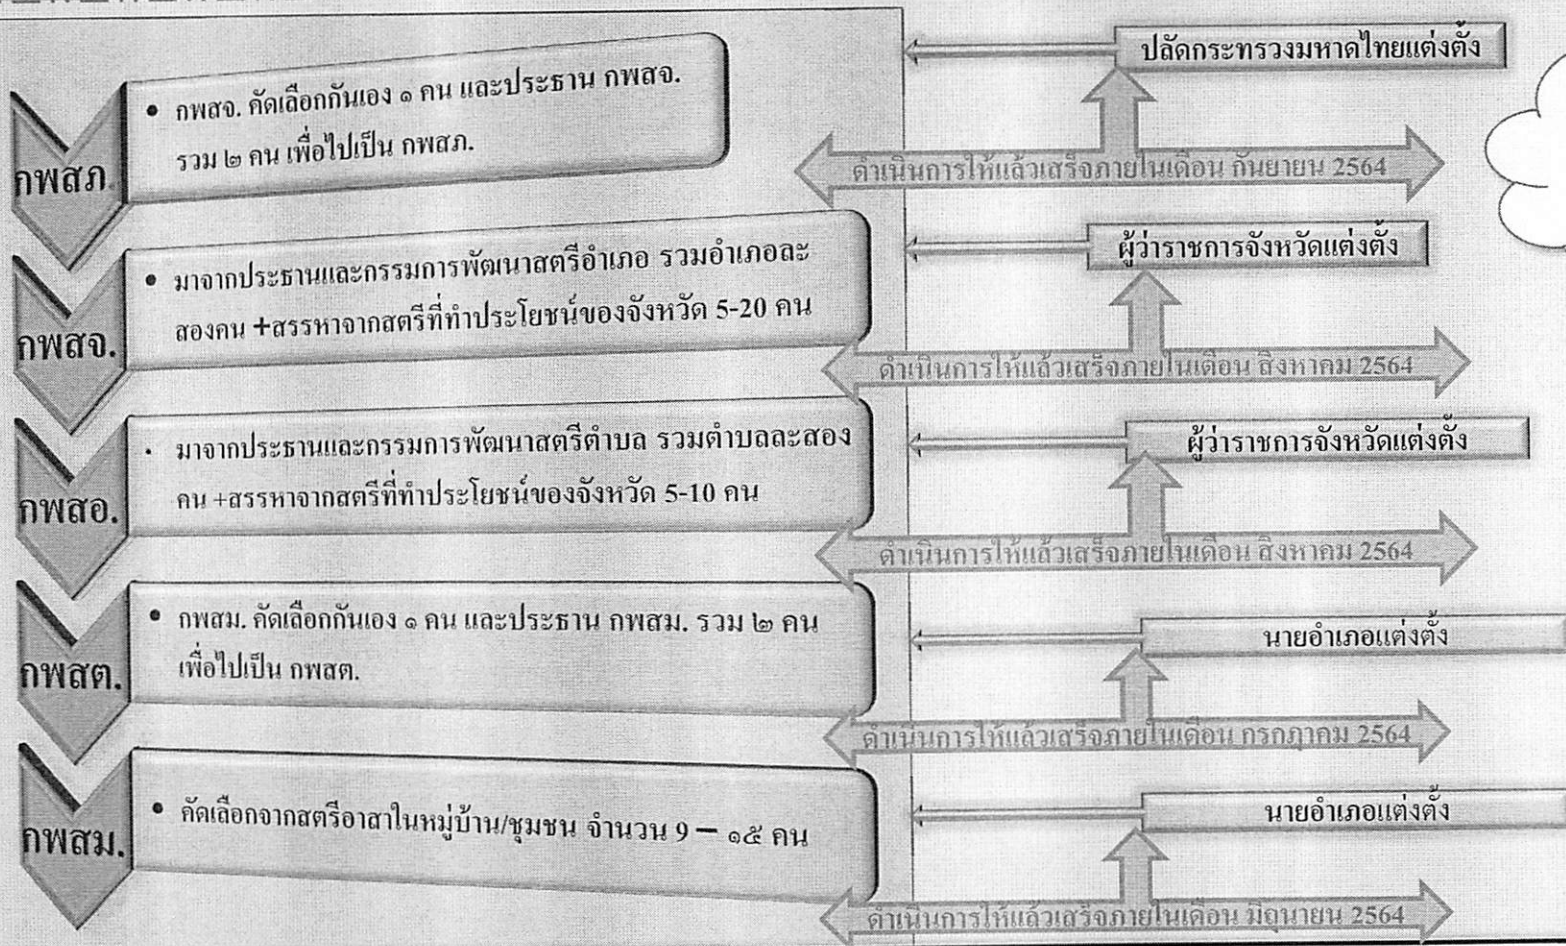 กพสภ.
• กพสจ. คัดเลือกกันเอง ๑ คน และประธาน กพสจ.
รวม ๒ คน เพื่อไปเป็น กพสภ.
ปลัดกระทรวงมหาดไทยแต่งตั้ง
ดำเนินการให้แล้วเสร็จภายในเดือน กันยายน 2564
กพสจ.
• มาจากประธานและกรรมการพัฒนาสตรีอำเภอ รวมอำเภอละ
สองคน +สรรหาจากสตรีที่ทำประโยชน์ของจังหวัด 5-20 คน
ผู้ว่าราชการจังหวัดแต่งตั้ง
ดำเนินการให้แล้วเสร็จภายในเดือน สิงหาคม 2564
กพสอ.
• มาจากประธานและกรรมการพัฒนาสตรีตำบล รวมตำบลละสอง
คน +สรรหาจากสตรีที่ทำประโยชน์ของจังหวัด 5-10 คน
ผู้ว่าราชการจังหวัดแต่งตั้ง
ดำเนินการให้แล้วเสร็จภายในเดือน สิงหาคม 2564
กพสต.
• กพสม. คัดเลือกกันเอง ๑ คน และประธาน กพสม. รวม ๒ คน
เพื่อไปเป็น กพสต.
นายอำเภอแต่งตั้ง
ดำเนินการให้แล้วเสร็จภายในเดือน กรกฎาคม 2564
กพสม.
• คัดเลือกจากสตรีอาสาในหมู่บ้าน/ชุมชน จำนวน 9 – ๑๕ คน
นายอำเภอแต่งตั้ง
ดำเนินการให้แล้วเสร็จภายในเดือน มิถุนายน 2564